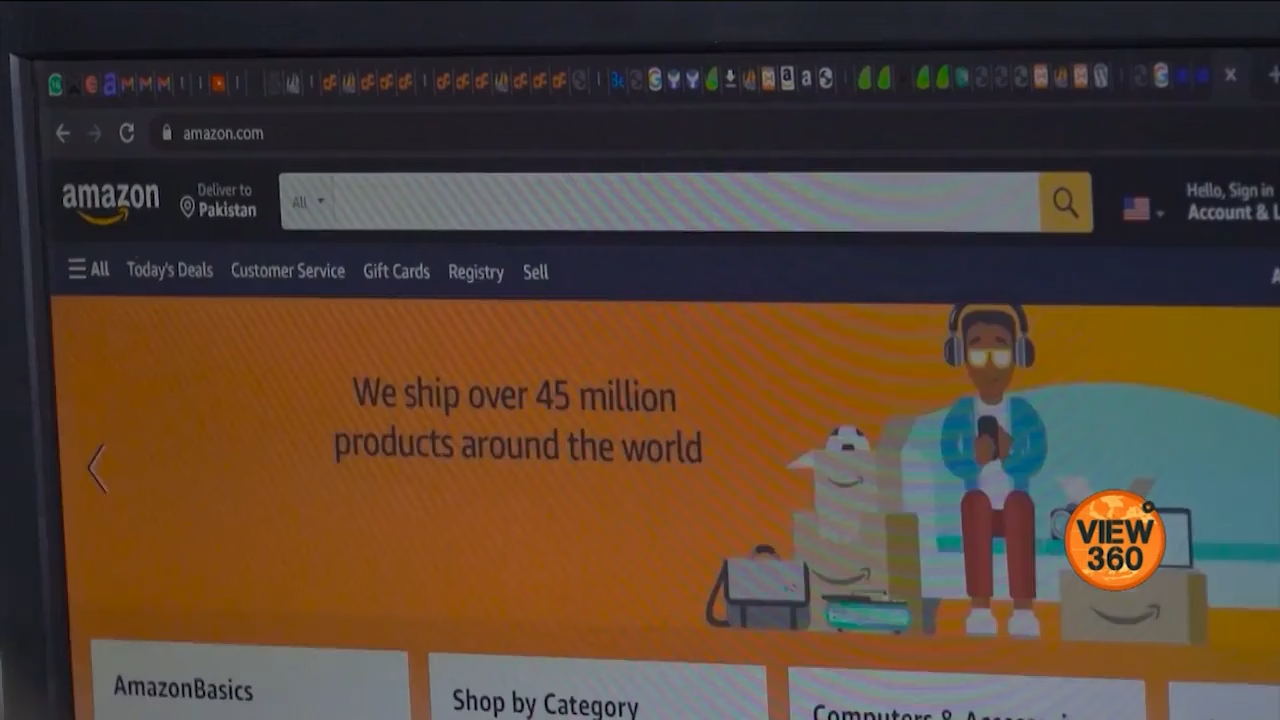 amazon.com
amazon
Deliver to
Pakistan
All
Hello, Sign in
Account & L
All Today's Deals Customer Service Gift Cards Registry Sell
We ship over 45 million
products around the world
VIEW
360°
AmazonBasics
Shop by Category
Computers &